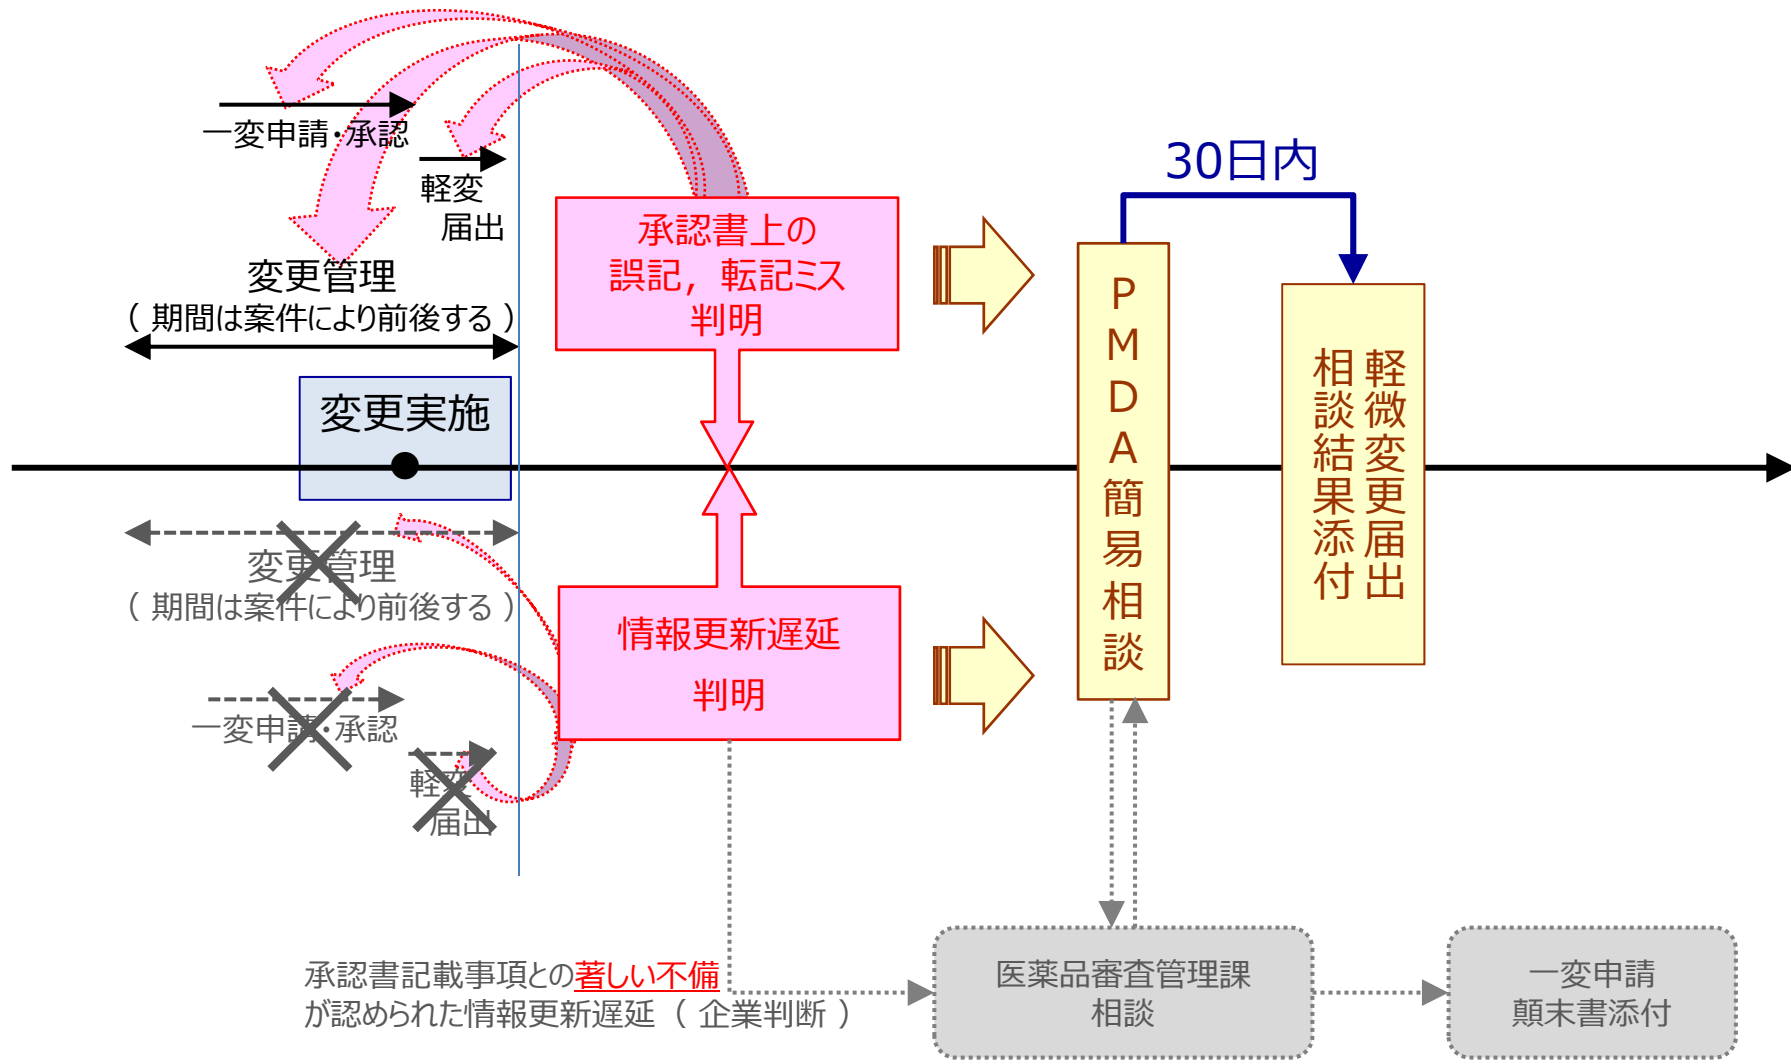 一変申請・承認
軽変
届出
変更管理
（ 期間は案件により前後する ）
変更実施
承認書上の
誤記，転記ミス
判明
30日内
PMDA簡易相談
軽微変更届出
相談結果添付
変更管理
（ 期間は案件により前後する ）
一変申請・承認
軽変
届出
情報更新遅延
判明
承認書記載事項との著しい不備
が認められた情報更新遅延（ 企業判断 ）
医薬品審査管理課
相談
一変申請
顛末書添付